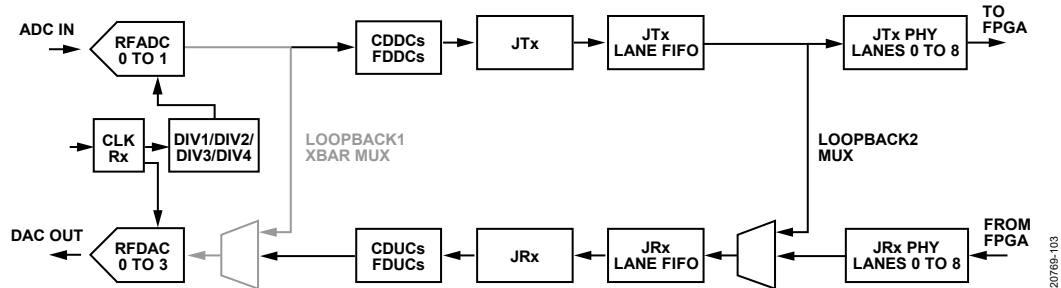 ADC IN
RFADC
0 TO 1
CDDCs
FDDCs
JTx
JTx
LANE FIFO
JTx PHY
LANES 0 TO 8
TO
FPGA
CLK
Rx
DIV1/DIV2/
DIV3/DIV4
LOOPBACK1
XBAR MUX
LOOPBACK2
MUX
DAC OUT
RFDAC
0 TO 3
CDUCs
FDUCs
JRx
JRx
LANE FIFO
JRx PHY
LANES 0 TO 8
FROM
FPGA
20769-103